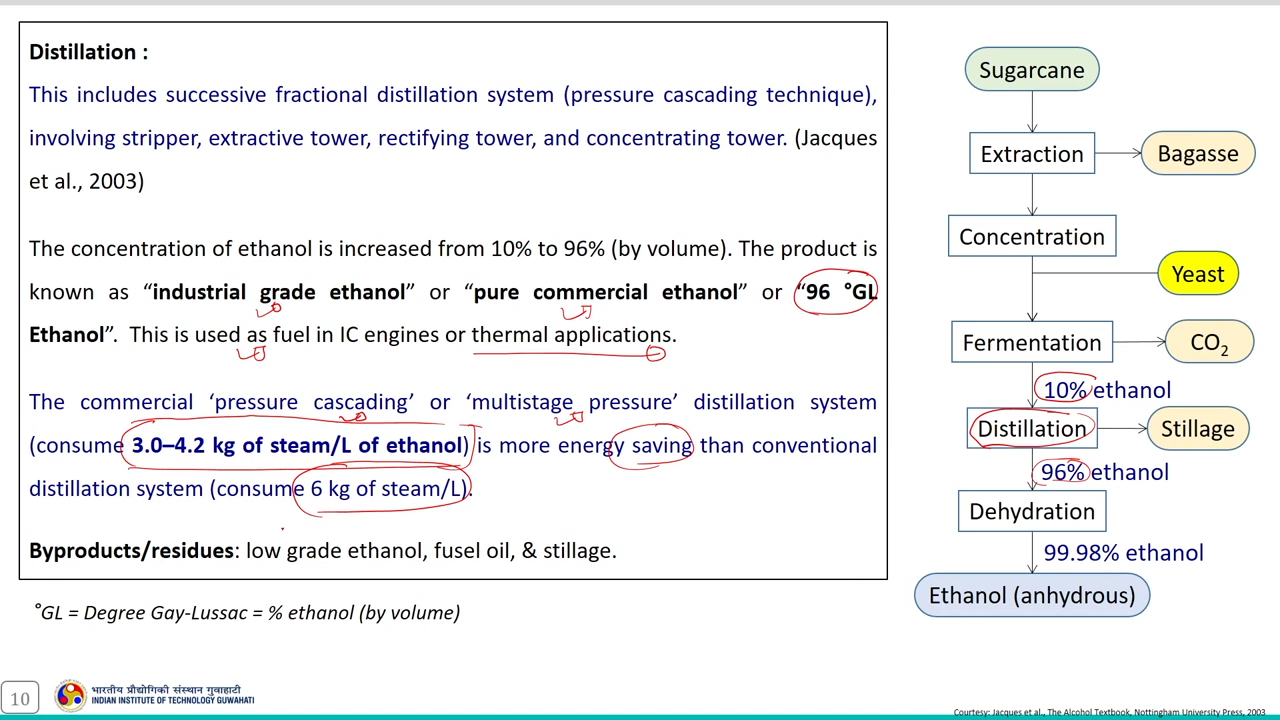 Distillation :
This includes successive fractional distillation system (pressure cascading technique),
involving stripper, extractive tower, rectifying tower, and concentrating tower. (Jacques
et al., 2003)
The concentration of ethanol is increased from 10% to 96% (by volume). The product is
known as “industrial grade ethanol” or “pure commercial ethanol” or “96 °GL
Ethanol”. This is used as fuel in IC engines or thermal applications.
The commercial ‘pressure cascading’ or ‘multistage pressure’ distillation system
(consume 3.0–4.2 kg of steam/L of ethanol) is more energy saving than conventional
distillation system (consume 6 kg of steam/L).
Byproducts/residues: low grade ethanol, fusel oil, & stillage.
°GL = Degree Gay-Lussac = % ethanol (by volume)
Sugarcane
Extraction
Bagasse
Concentration
Yeast
Fermentation
CO₂
10% ethanol
Distillation
Stillage
96% ethanol
Dehydration
99.98% ethanol
Ethanol (anhydrous)
10
भारतीय प्रौद्योगिकी संस्थान गुवाहाटी
INDIAN INSTITUTE OF TECHNOLOGY GUWAHATI
Courtesy: Jacques et al., The Alcohol Textbook, Nottingham University Press, 2003